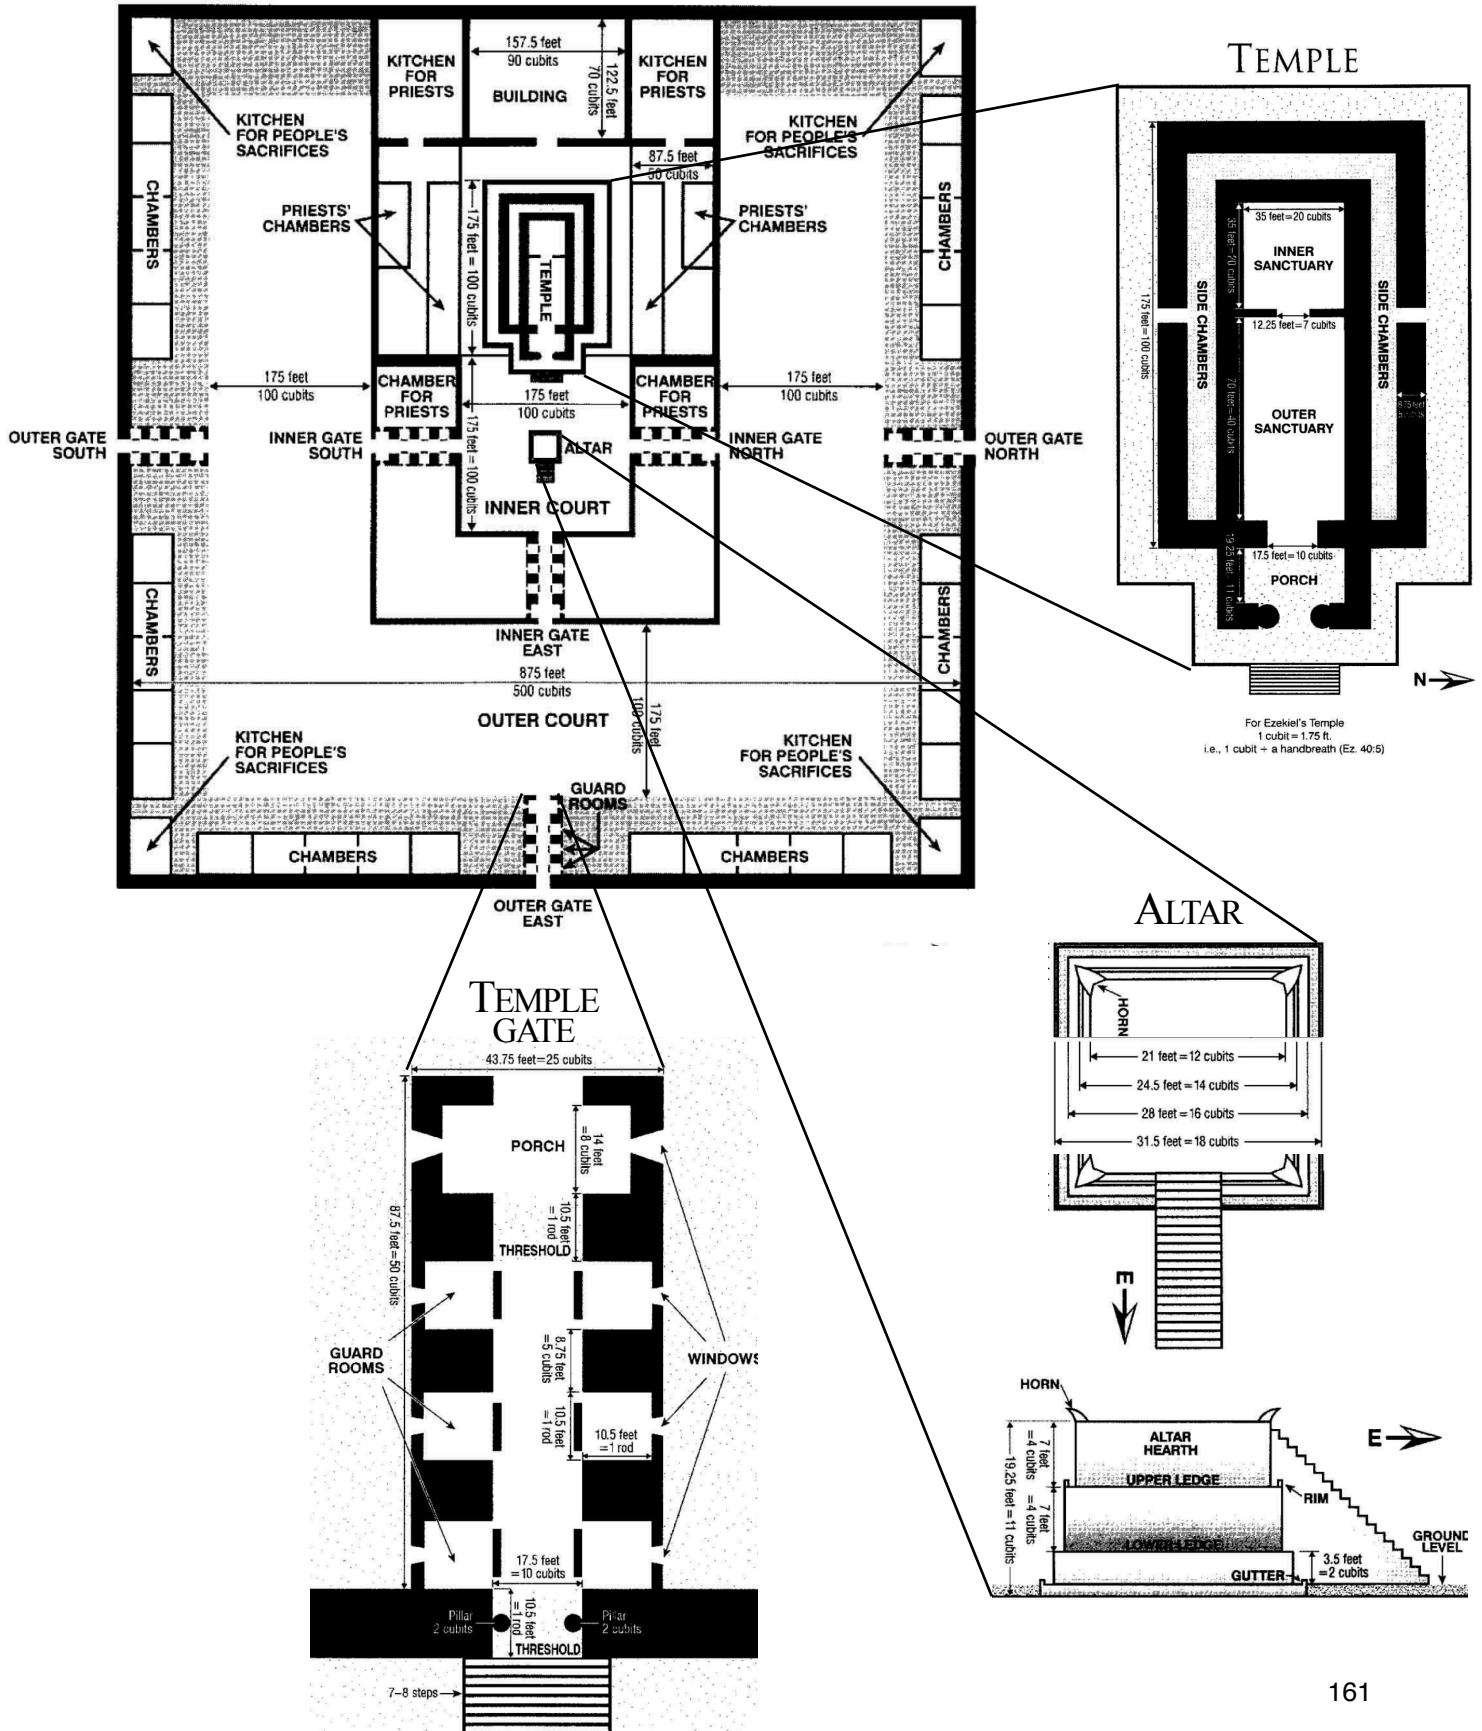 157.5 feet
90 cubits
122.5 feet
70 cubits
KITCHEN
FOR
PRIESTS
BUILDING
KITCHEN
FOR
PRIESTS
KITCHEN
FOR PEOPLE'S
SACRIFICES
KITCHEN
FOR PEOPLE'S
SACRIFICES
87.5 feet
50 cubits
CHAMBERS
PRIESTS'
CHAMBERS
175 feet = 100 cubits
TEMPLE
PRIESTS'
CHAMBERS
CHAMBERS
175 feet
100 cubits
CHAMBER
FOR
PRIESTS
175 feet
100 cubits
CHAMBER
FOR
PRIESTS
175 feet
100 cubits
OUTER GATE
SOUTH
INNER GATE
SOUTH
175 feet = 100 cubits
ALTAR
INNER GATE
NORTH
OUTER GATE
NORTH
INNER COURT
CHAMBERS
INNER GATE
EAST
CHAMBERS
875 feet
500 cubits
OUTER COURT
175 feet
100 cubits
KITCHEN
FOR PEOPLE'S
SACRIFICES
KITCHEN
FOR PEOPLE'S
SACRIFICES
GUARD
ROOMS
CHAMBERS
CHAMBERS
OUTER GATE
EAST
TEMPLE
35 feet=20 cubits
35 feet=20 cubits
INNER
SANCTUARY
12.25 feet=7 cubits
SIDE CHAMBERS
SIDE CHAMBERS
175 feet=100 cubits
70 feet=40 cubits
OUTER
SANCTUARY
8.75 feet
17.5 feet=10 cubits
19.25 feet = 11 cubits
PORCH
N
For Ezekiel's Temple
1 cubit = 1.75 ft.
i.e., 1 cubit + a handbreath (Ez. 40:5)
TEMPLE
GATE
43.75 feet=25 cubits
PORCH
14 feet
=8 cubits
10.5 feet
=1 rod
THRESHOLD
87.5 feet=50 cubits
GUARD
ROOMS
8.75 feet
=5 cubits
WINDOWS
10.5 feet
=1 rod
10.5 feet
=1 rod
17.5 feet
=10 cubits
Pillar
2 cubits
10.5 feet
=1 rod
Pillar
2 cubits
THRESHOLD
7–8 steps
ALTAR
HORN
21 feet=12 cubits
24.5 feet=14 cubits
28 feet=16 cubits
31.5 feet=18 cubits
E
HORN
ALTAR
HEARTH
E
7 feet
=4 cubits
UPPER LEDGE
RIM
19.25 feet = 11 cubits
7 feet
=4 cubits
LOWER LEDGE
GROUND
LEVEL
GUTTER
3.5 feet
=2 cubits
161